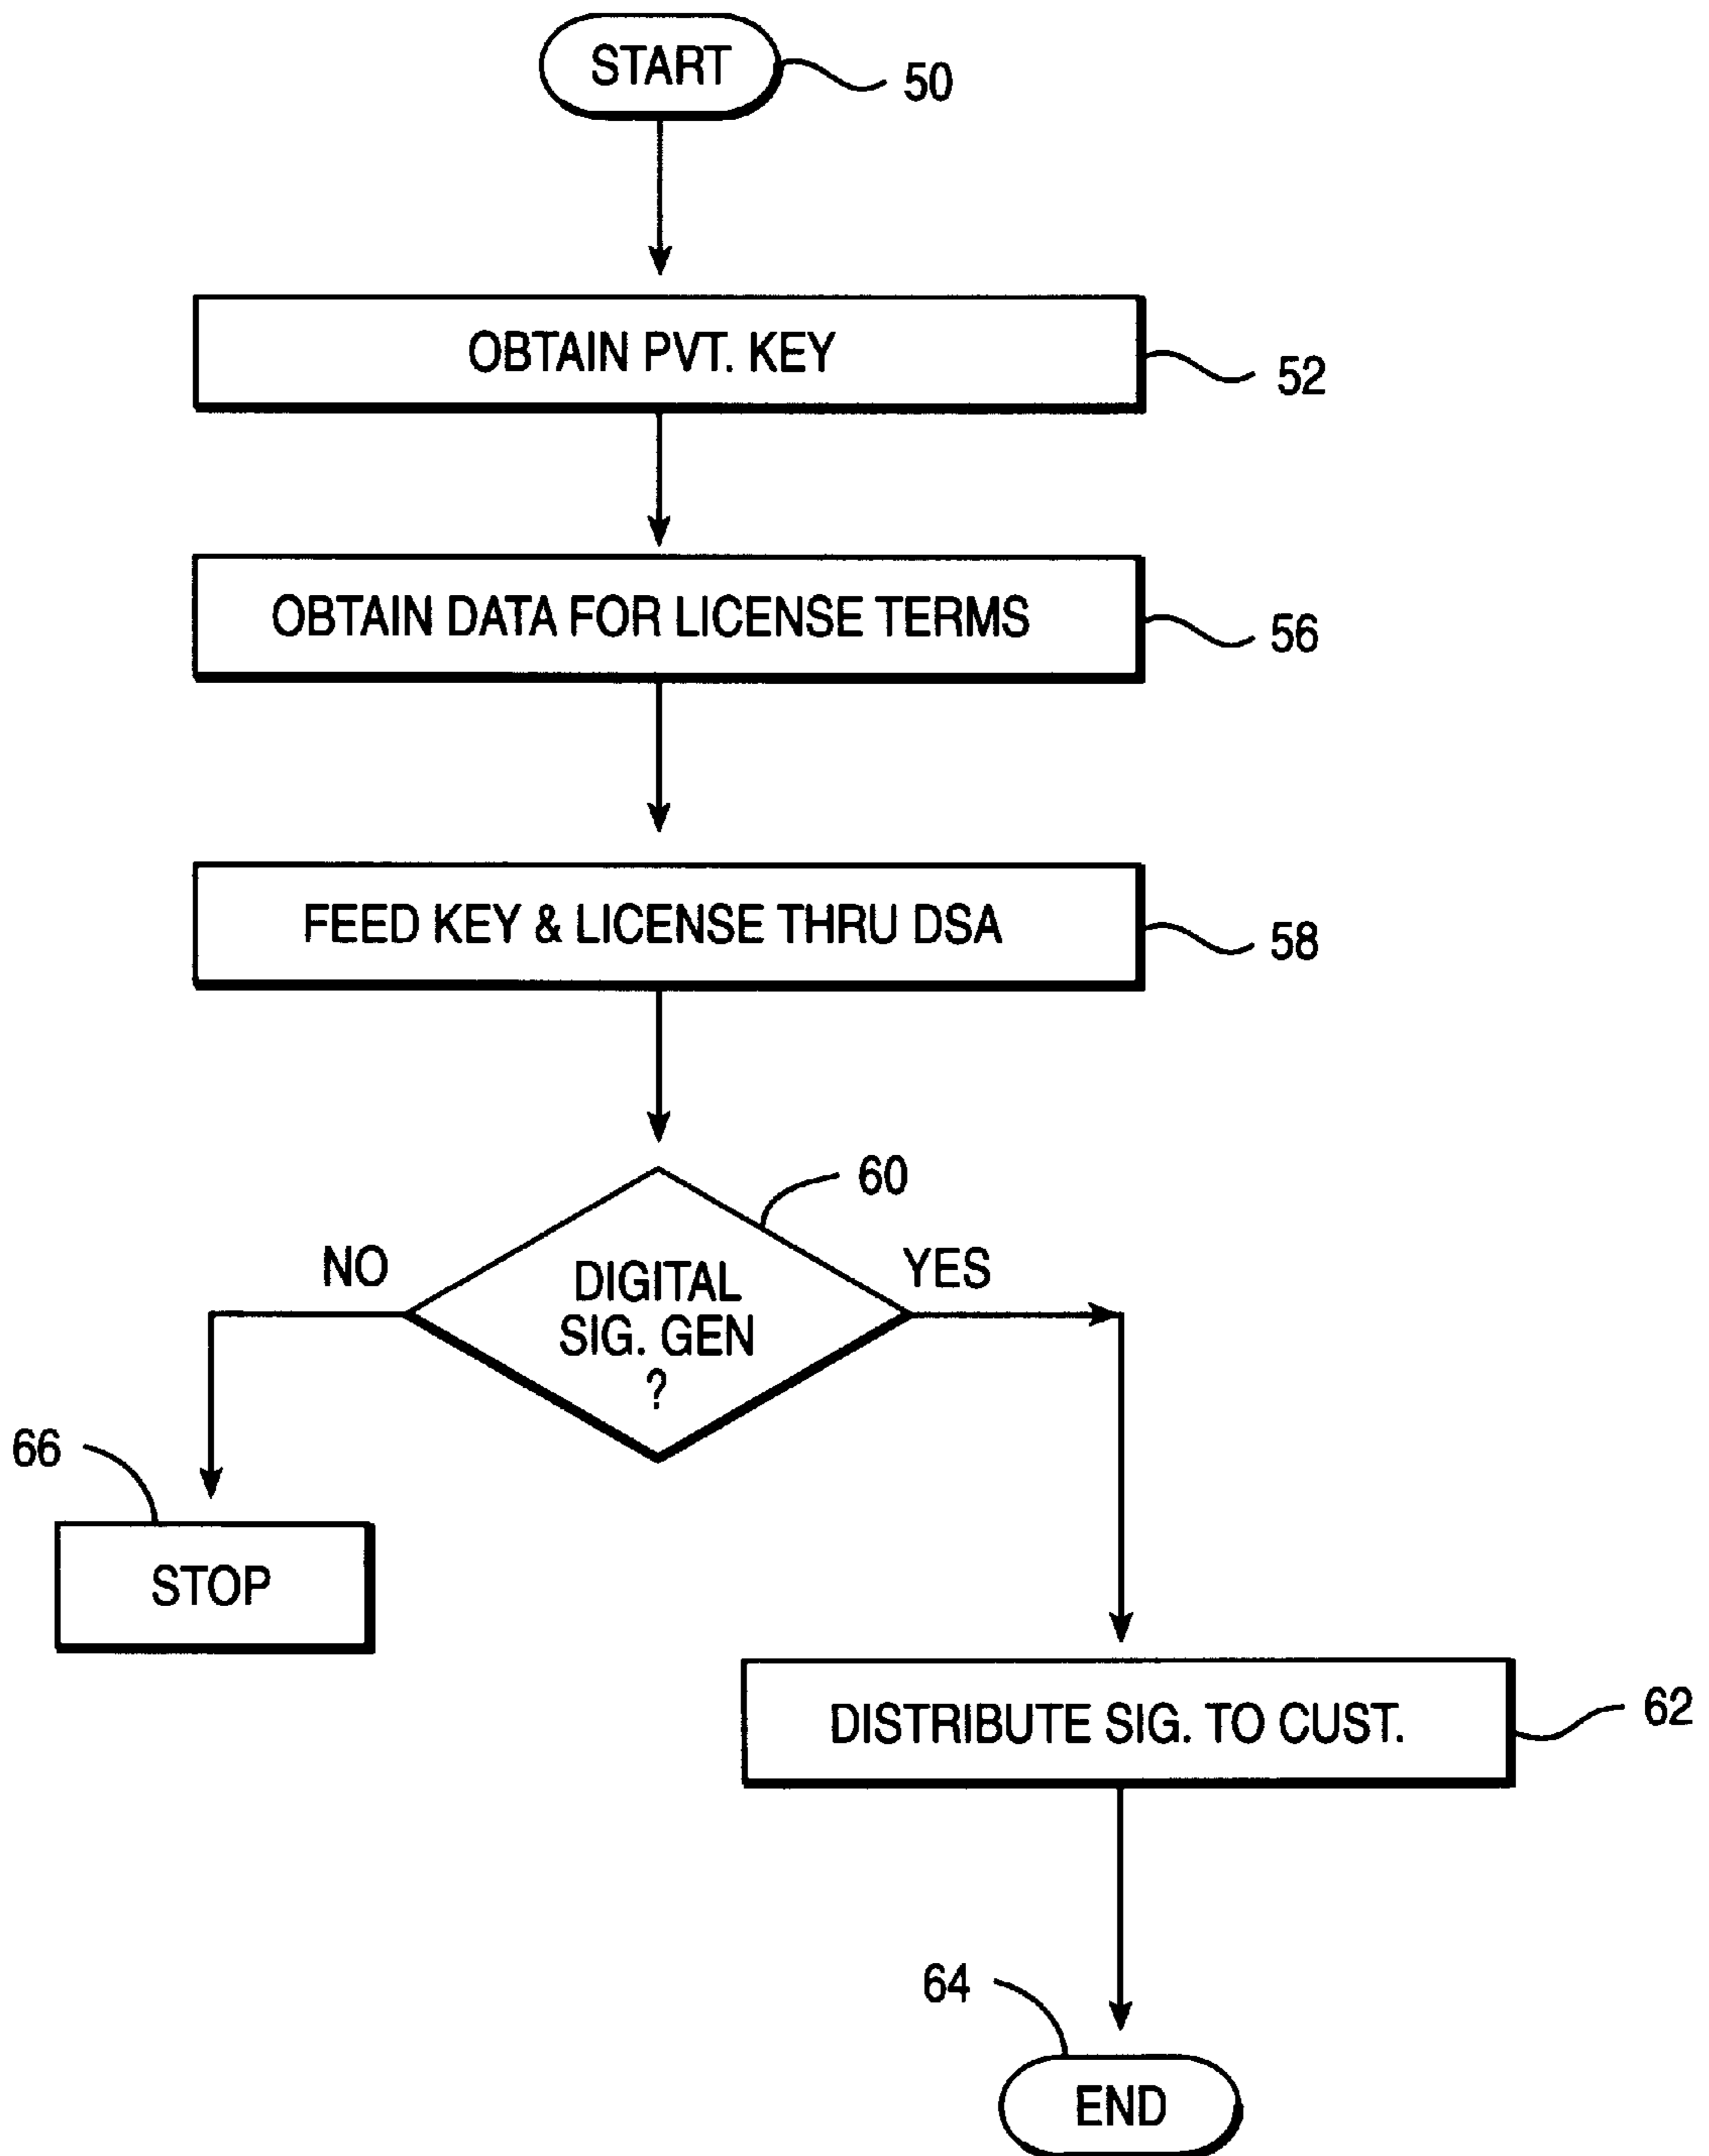 START
50
OBTAIN PVT. KEY
52
OBTAIN DATA FOR LICENSE TERMS
56
FEED KEY & LICENSE THRU DSA
58
60
NO
YES
DIGITAL
SIG. GEN
?
66
STOP
DISTRIBUTE SIG. TO CUST.
62
64
END